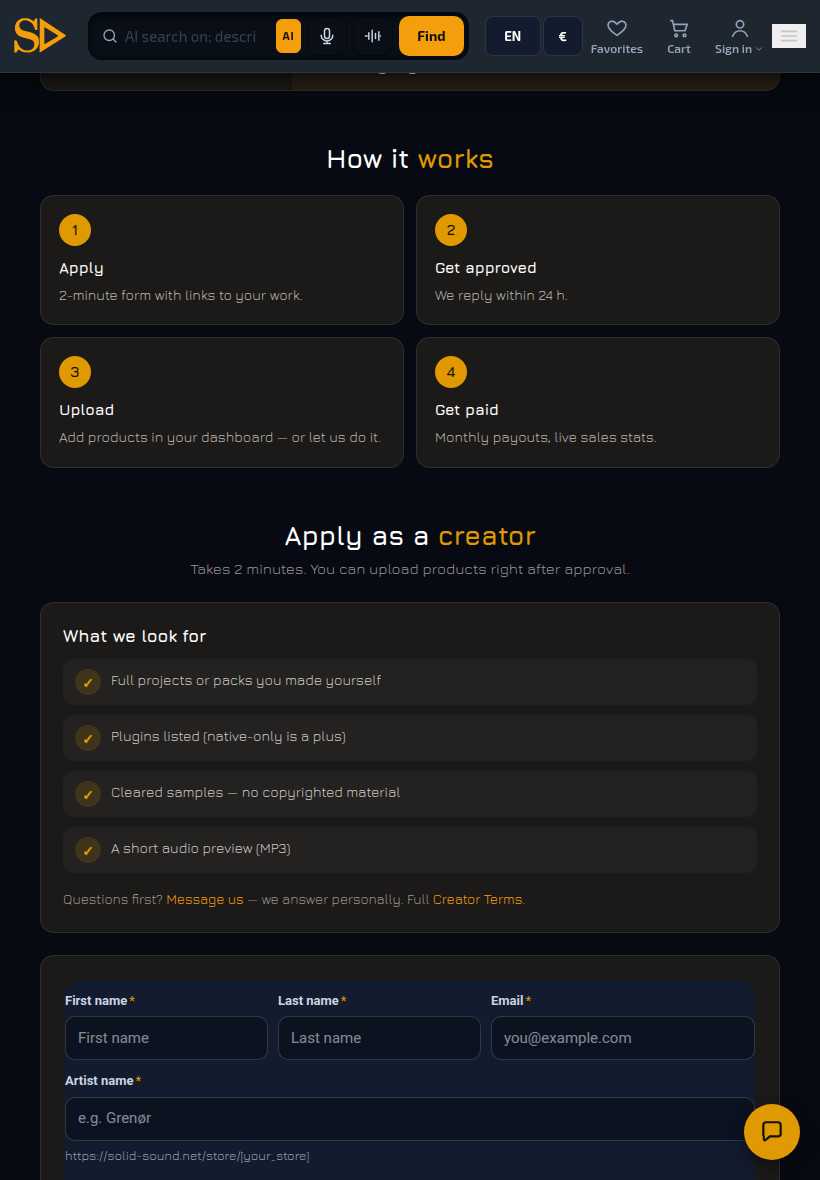 SD
AI search on: descri
AI
Find
EN
€
Favorites
Cart
Sign in
How it works
1
Apply
2-minute form with links to your work.
2
Get approved
We reply within 24 h.
3
Upload
Add products in your dashboard — or let us do it.
4
Get paid
Monthly payouts, live sales stats.
Apply as a creator
Takes 2 minutes. You can upload products right after approval.
What we look for
✓ Full projects or packs you made yourself
✓ Plugins listed (native-only is a plus)
✓ Cleared samples — no copyrighted material
✓ A short audio preview (MP3)
Questions first? Message us — we answer personally. Full Creator Terms.
First name *
Last name *
Email *
First name
Last name
you@example.com
Artist name *
e.g. Grenør
https://solid-sound.net/store/[your_store]